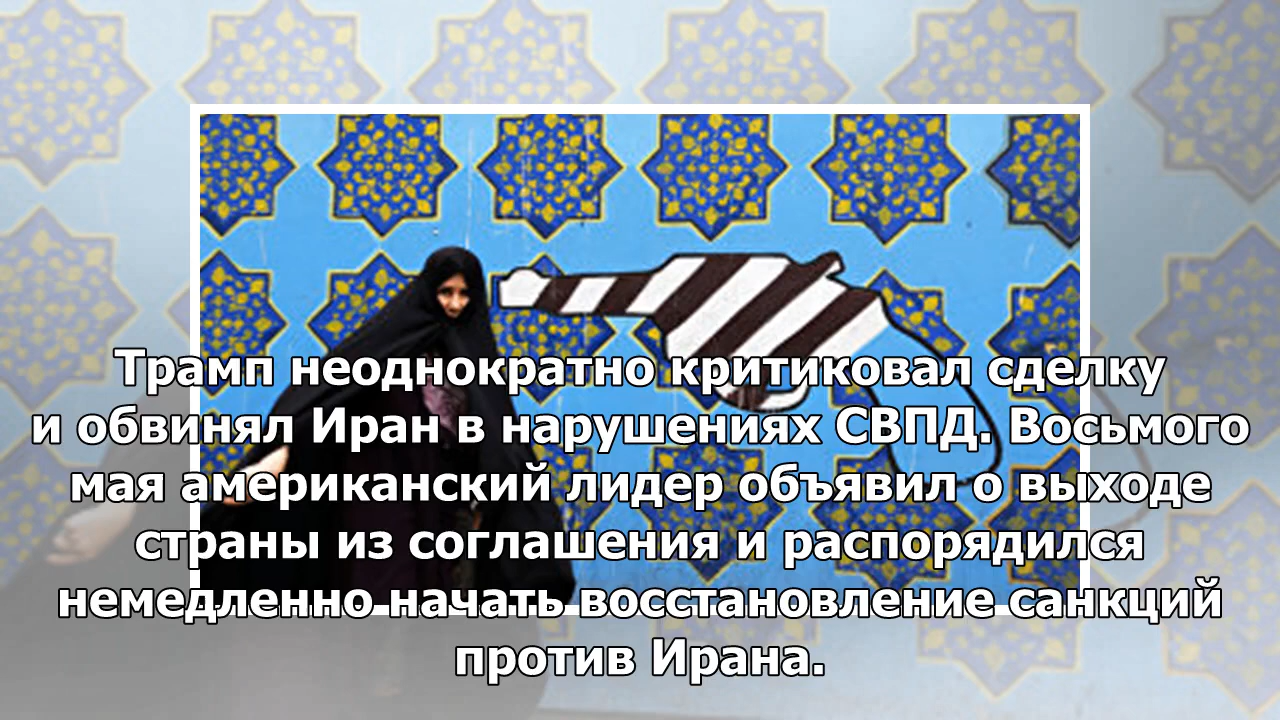 Трамп неоднократно критиковал сделку
и обвинял Иран в нарушениях СВПД. Восьмого
мая американский лидер объявил о выходе
страны из соглашения и распорядился
немедленно начать восстановление санкций
против Ирана.